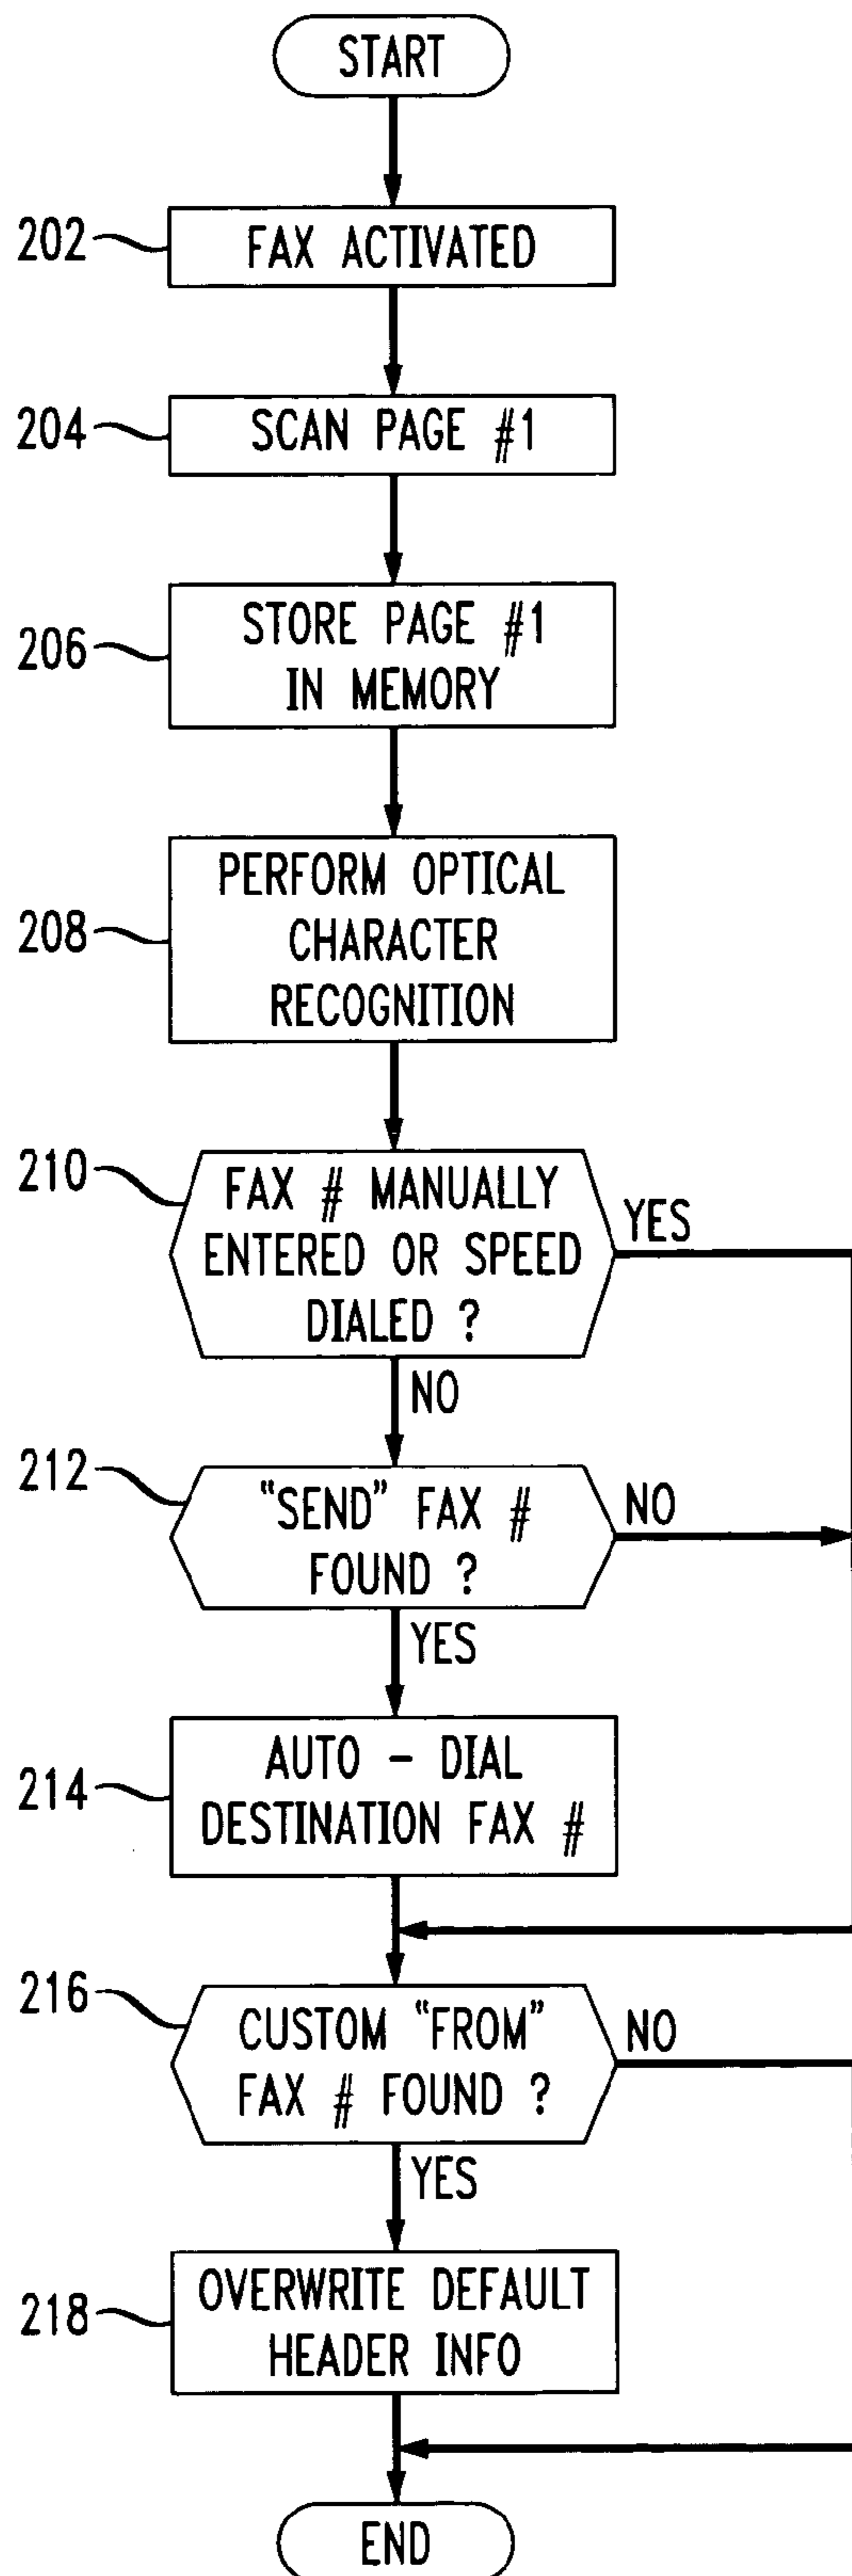 START
202
FAX ACTIVATED
204
SCAN PAGE #1
206
STORE PAGE #1
IN MEMORY
208
PERFORM OPTICAL
CHARACTER
RECOGNITION
210
FAX # MANUALLY
ENTERED OR SPEED
DIALED ?
YES
NO
212
"SEND" FAX #
FOUND ?
NO
YES
214
AUTO - DIAL
DESTINATION FAX #
216
CUSTOM "FROM"
FAX # FOUND ?
NO
YES
218
OVERWRITE DEFAULT
HEADER INFO
END